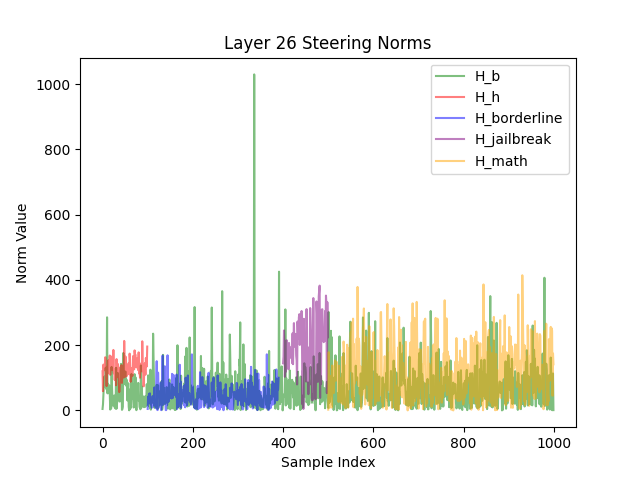 Layer 26 Steering Norms
Norm Value
1000
800
600
400
200
0
0 200 400 600 800 1000
Sample Index
H_b
H_h
H_borderline
H_jailbreak
H_math